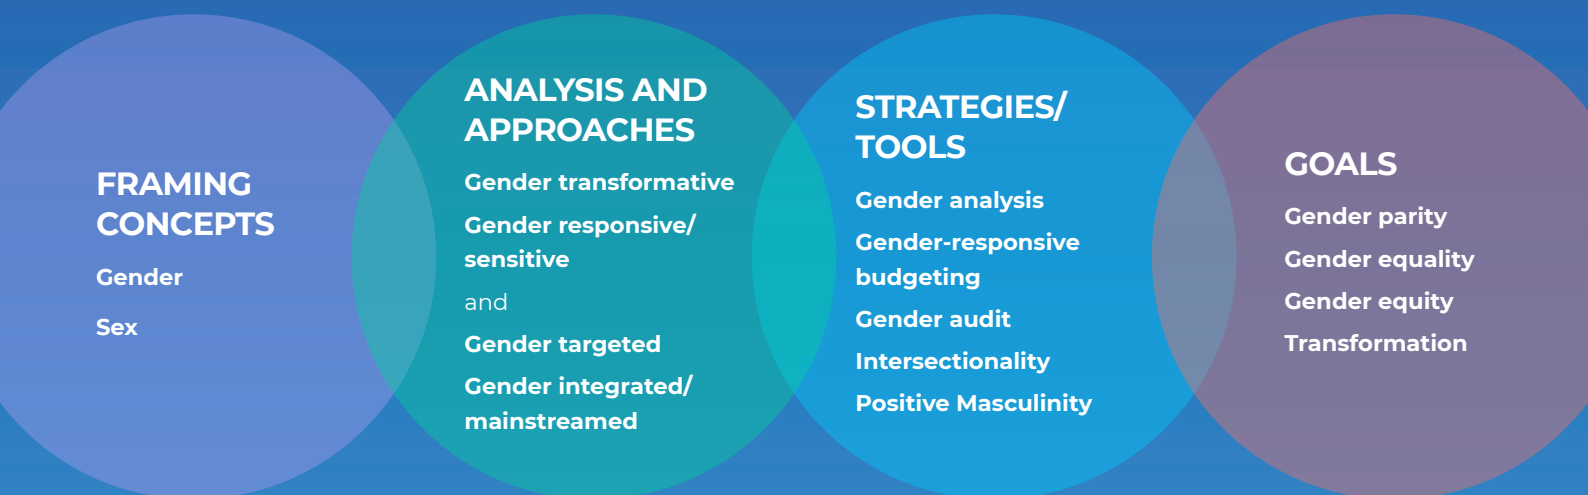 FRAMING
CONCEPTS
Gender
Sex
ANALYSIS AND
APPROACHES
Gender transformative
Gender responsive/
sensitive
and
Gender targeted
Gender integrated/
mainstreamed
STRATEGIES/
TOOLS
Gender analysis
Gender-responsive
budgeting
Gender audit
Intersectionality
Positive Masculinity
GOALS
Gender parity
Gender equality
Gender equity
Transformation